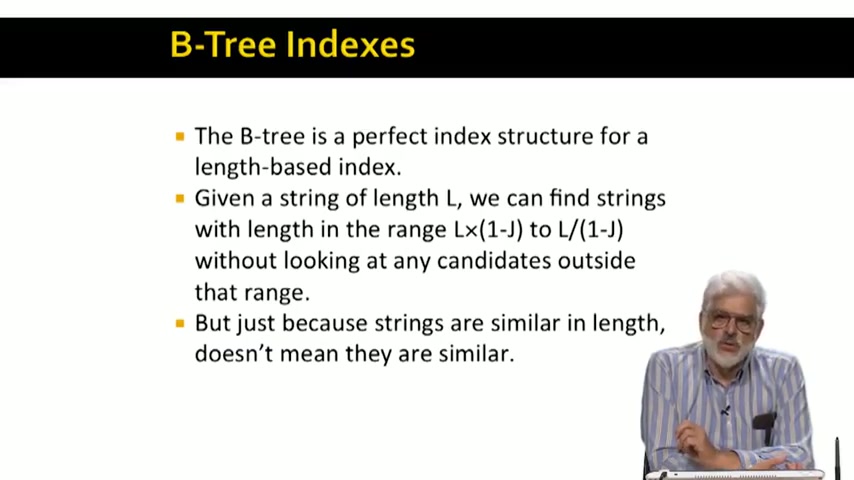 B-Tree Indexes
The B-tree is a perfect index structure for a
length-based index.
Given a string of length L, we can find strings
with length in the range L×(1-J) to L/(1-J)
without looking at any candidates outside
that range.
But just because strings are similar in length,
doesn't mean they are similar.